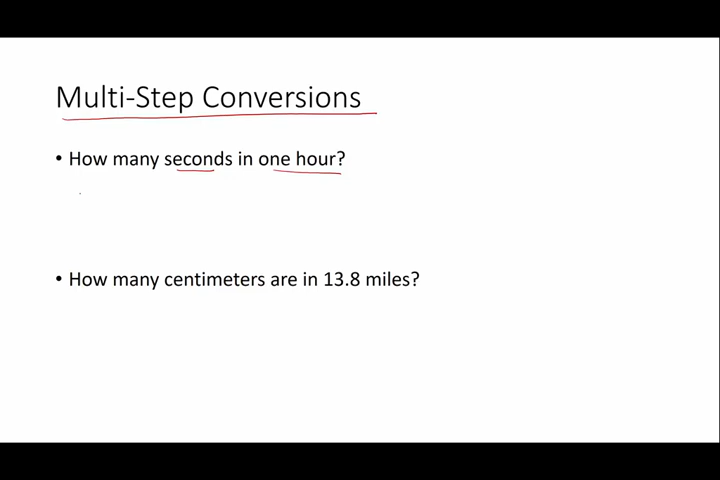 Multi-Step Conversions
• How many seconds in one hour?
• How many centimeters are in 13.8 miles?